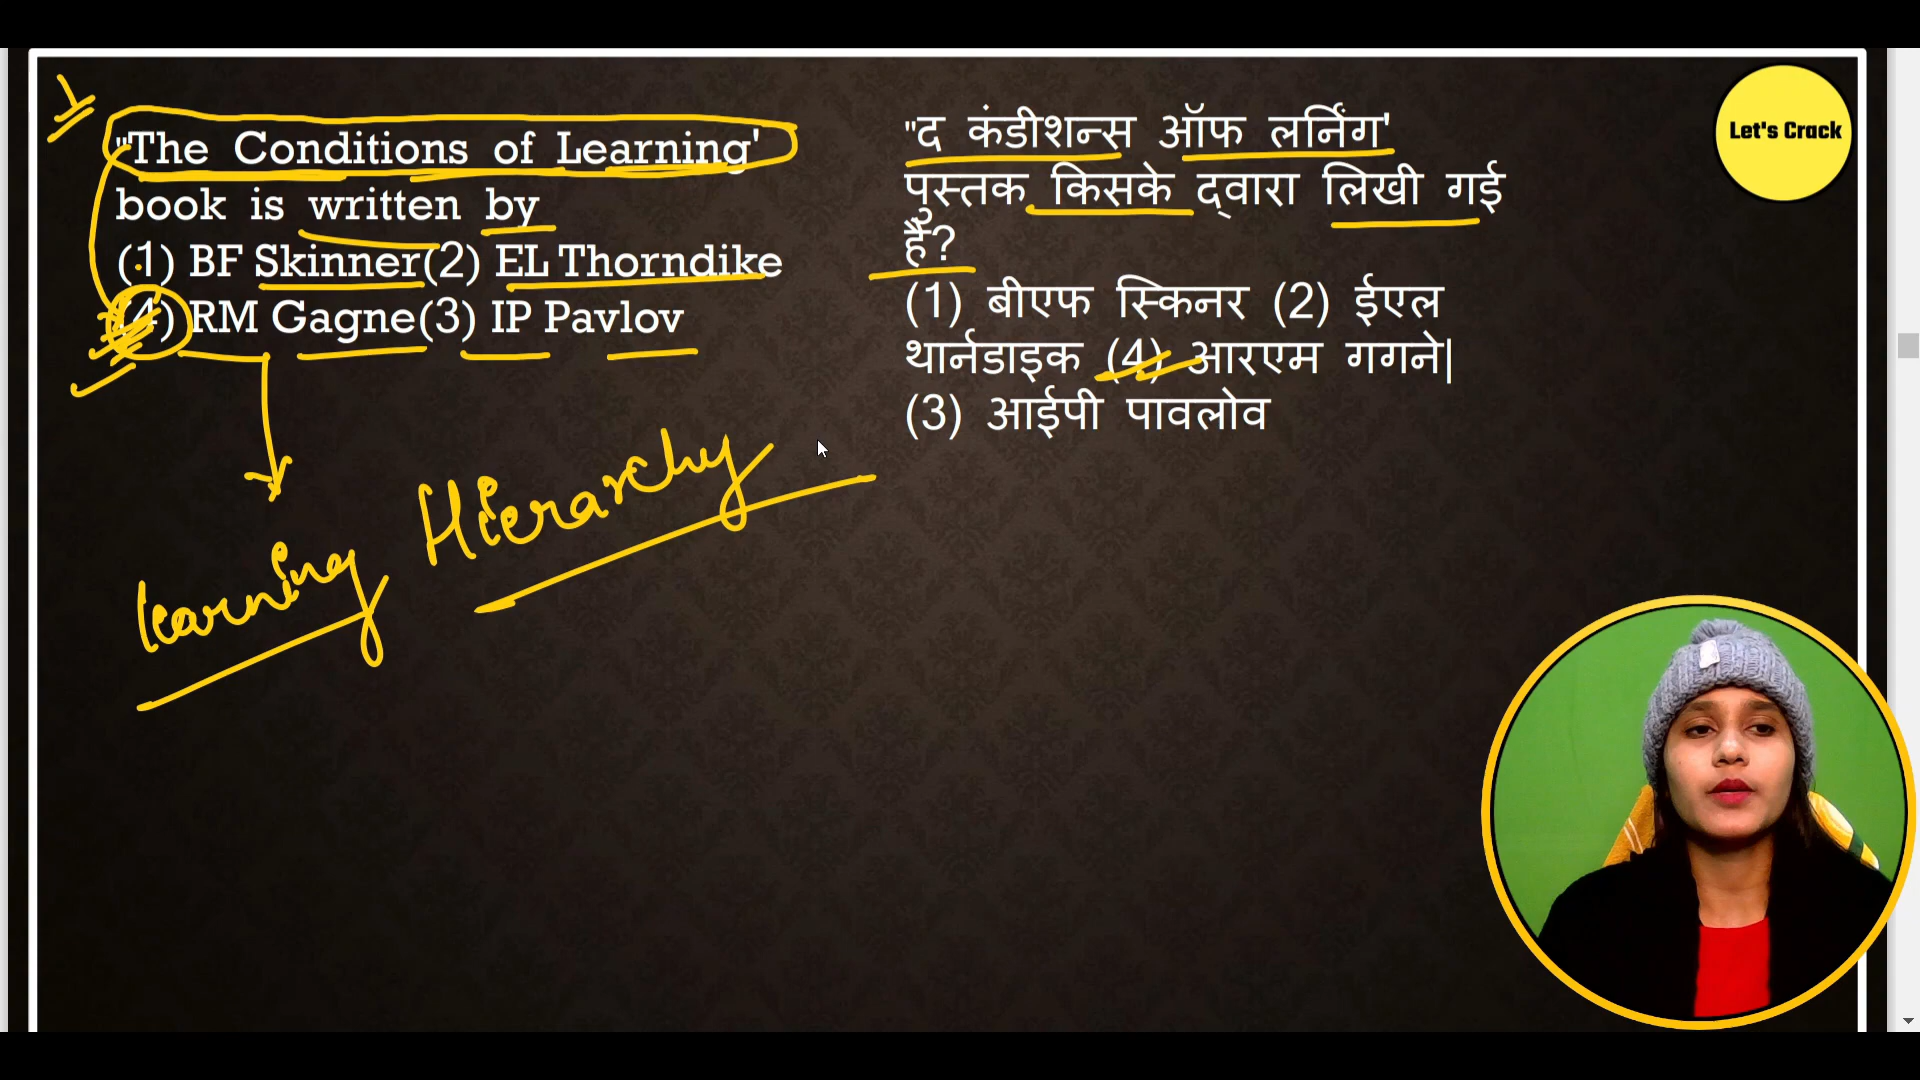 "The Conditions of Learning'
book is written by
(1) BF Skinner(2) EL Thorndike
(4) RM Gagne(3) IP Pavlov
Learning Hierarchy
"द कंडीशन्स ऑफ लर्निंग'
पुस्तक किसके द्वारा लिखी गई
है?
(1) बीएफ स्किनर (2) ईएल
थार्नडाइक (4) आरएम गगने|
(3) आईपी पावलोव
Let's Crack